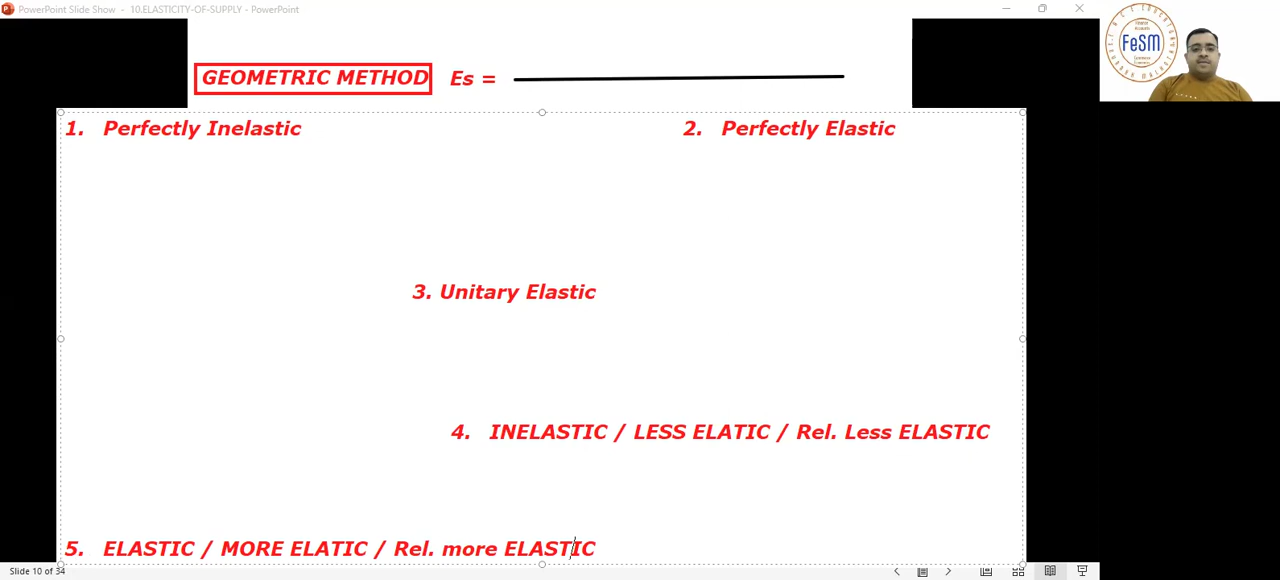 PowerPoint Slide Show - 10.ELASTICITY-OF-SUPPLY - PowerPoint
FeSM
GEOMETRIC METHOD Es =
1. Perfectly Inelastic
2. Perfectly Elastic
3. Unitary Elastic
4. INELASTIC / LESS ELATIC / Rel. Less ELASTIC
5. ELASTIC / MORE ELATIC / Rel. more ELASTIC
Slide 10 of 34